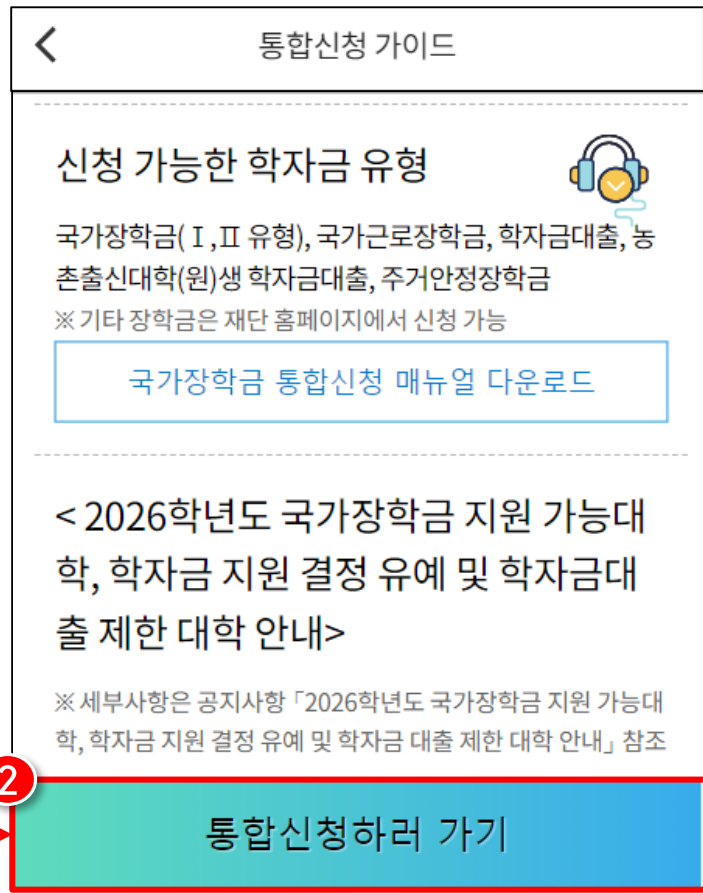 통합신청 가이드
신청 가능한 학자금 유형
국가장학금(Ⅰ,Ⅱ 유형), 국가근로장학금, 학자금대출, 농
촌출신대학(원)생 학자금대출, 주거안정장학금
※ 기타 장학금은 재단 홈페이지에서 신청 가능
국가장학금 통합신청 매뉴얼 다운로드
< 2026학년도 국가장학금 지원 가능대
학, 학자금 지원 결정 유예 및 학자금대
출 제한 대학 안내>
※ 세부사항은 공지사항 「2026학년도 국가장학금 지원 가능대
학, 학자금 지원 결정 유예 및 학자금 대출 제한 대학 안내」 참조
2
통합신청하러 가기